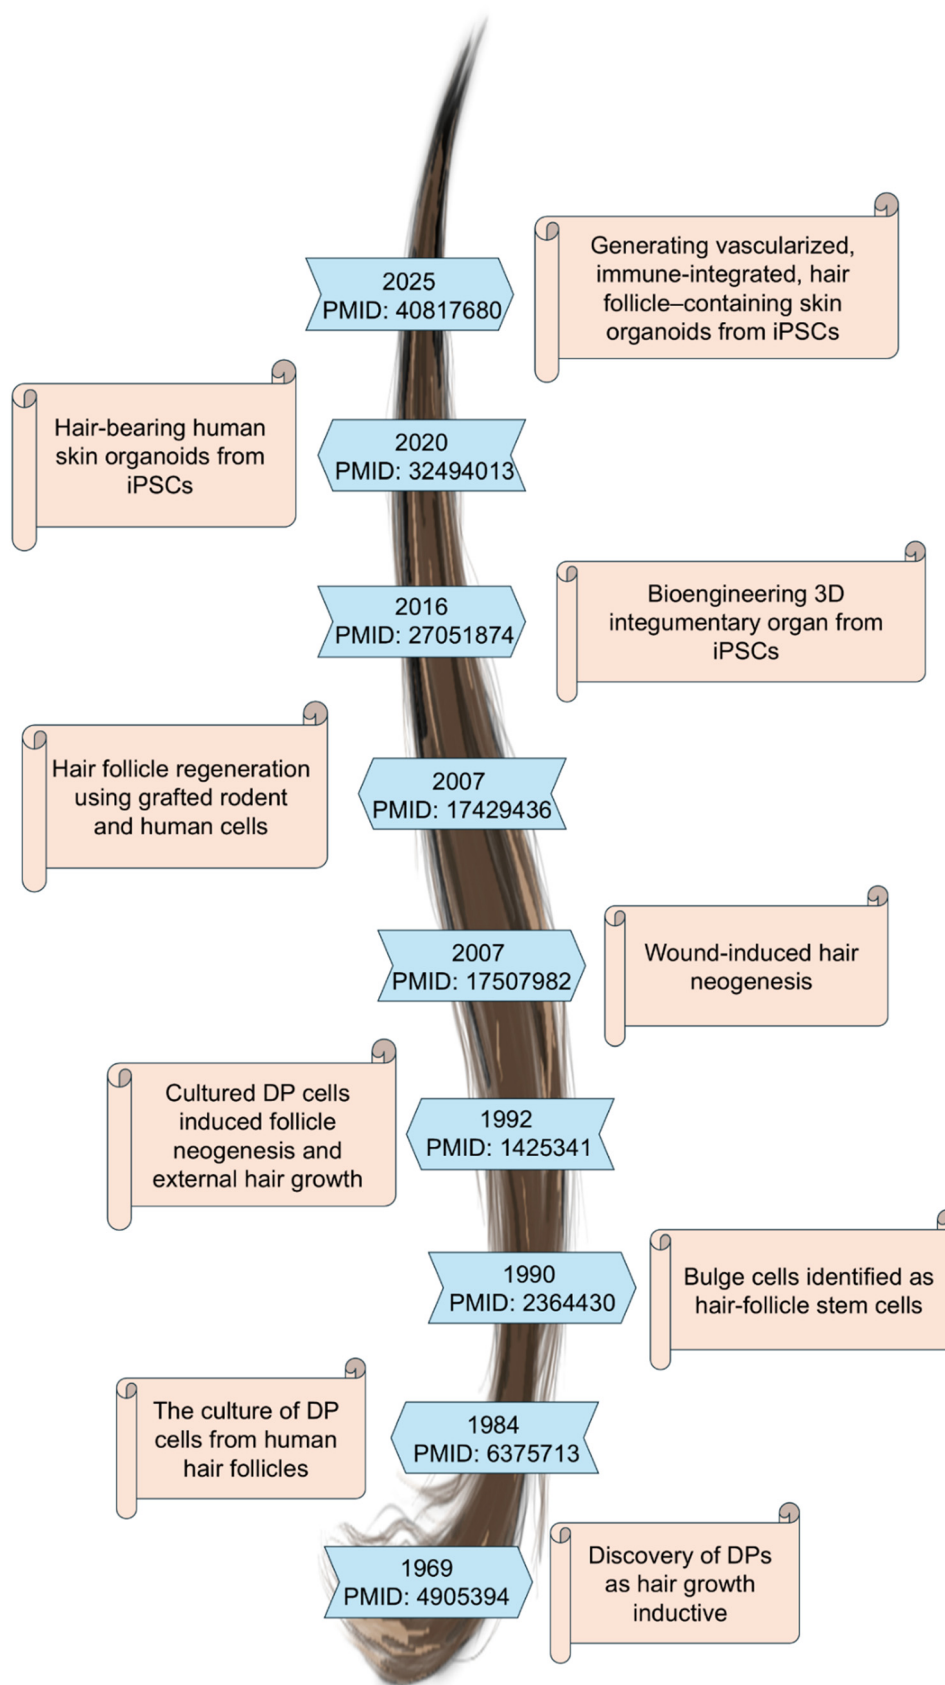 2025
PMID: 40817680
Generating vascularized,
immune-integrated, hair
follicle–containing skin
organoids from iPSCs
Hair-bearing human
skin organoids from
iPSCs
2020
PMID: 32494013
2016
PMID: 27051874
Bioengineering 3D
integumentary organ from
iPSCs
Hair follicle regeneration
using grafted rodent
and human cells
2007
PMID: 17429436
2007
PMID: 17507982
Wound-induced hair
neogenesis
Cultured DP cells
induced follicle
neogenesis and
external hair growth
1992
PMID: 1425341
1990
PMID: 2364430
Bulge cells identified as
hair-follicle stem cells
The culture of DP
cells from human
hair follicles
1984
PMID: 6375713
1969
PMID: 4905394
Discovery of DPs
as hair growth
inductive